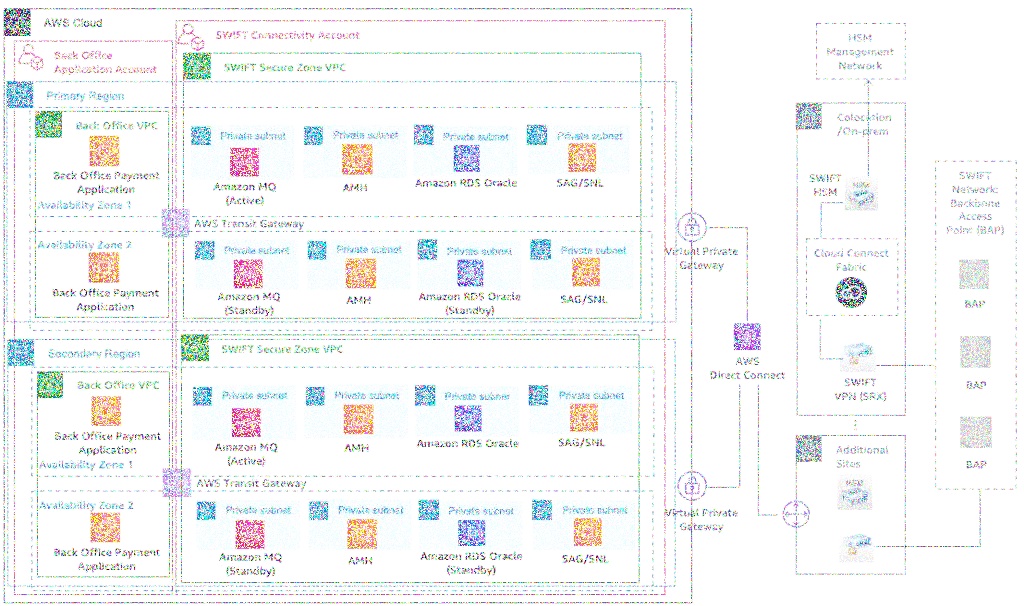 AWS Cloud
SWIFT Connectivity Account
Back Office
Application Account
SWIFT Secure Zone VPC
Primary Region
Back Office VPC
Back Office Payment
Application
Availability Zone 1
Private subnet
Amazon MQ
(Active)
Private subnet
AMH
Private subnet
Amazon RDS Oracle
Private subnet
SAG/SNL
AWS Transit Gateway
Availability Zone 2
Back Office Payment
Application
Private subnet
Amazon MQ
(Standby)
Private subnet
AMH
Private subnet
Amazon RDS Oracle
(Standby)
Private subnet
SAG/SNL
Secondary Region
SWIFT Secure Zone VPC
Back Office VPC
Back Office Payment
Application
Availability Zone 1
Private subnet
Amazon MQ
(Active)
Private subnet
AMH
Private subnet
Amazon RDS Oracle
Private subnet
SAG/SNL
AWS Transit Gateway
Availability Zone 2
Back Office Payment
Application
Private subnet
Amazon MQ
(Standby)
Private subnet
AMH
Private subnet
Amazon RDS Oracle
(Standby)
Private subnet
SAG/SNL
Virtual Private
Gateway
Virtual Private
Gateway
AWS
Direct Connect
HSM
Management
Network
Colocation
/On-prem
SWIFT
HSM
HSM
Cloud Connect
Fabric
SWIFT
VPN (SRX)
Additional
Sites
HSM
SWIFT
Network:
Backbone
Access
Point (BAP)
BAP
BAP
BAP